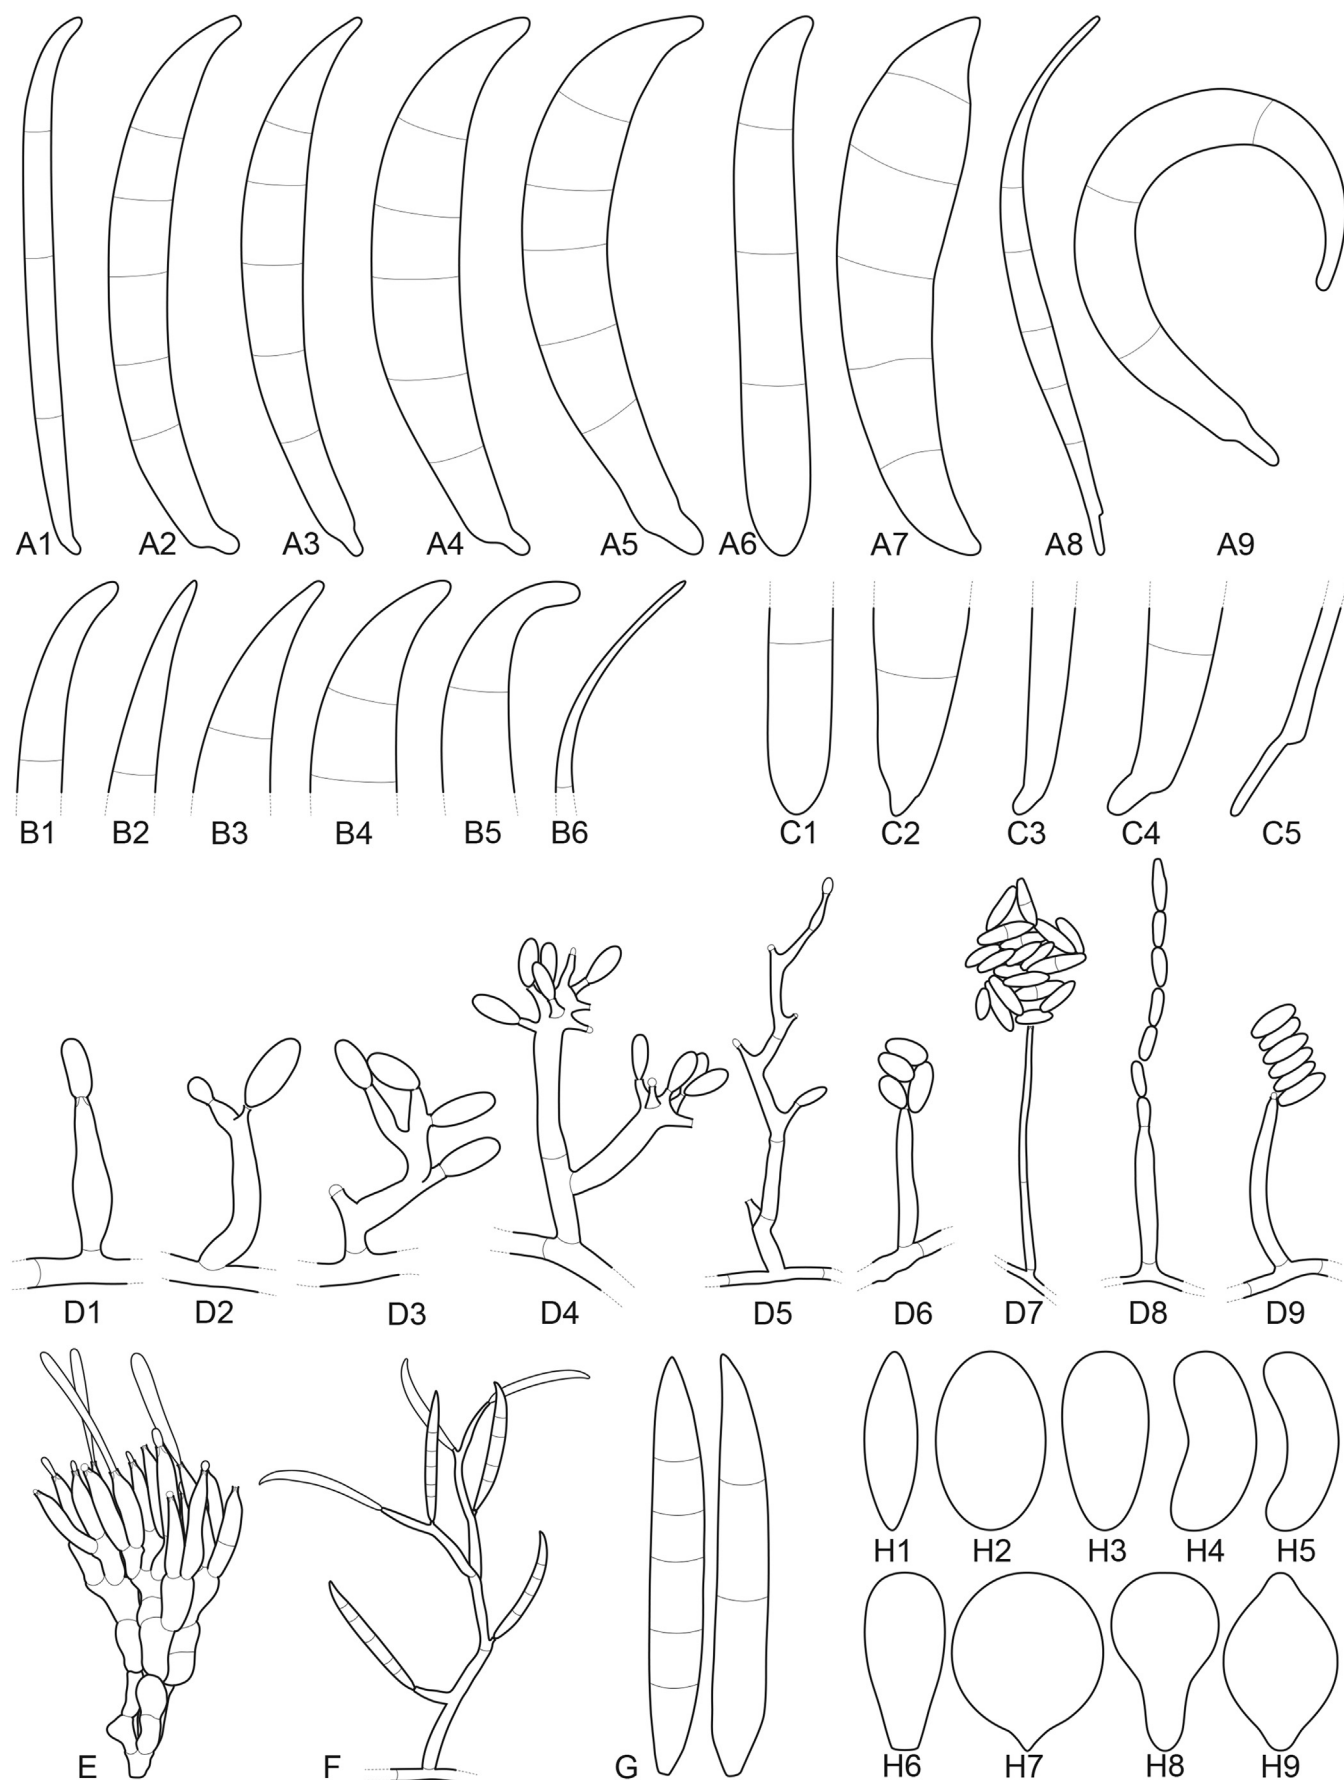 A1 A2 A3 A4 A5 A6 A7 A8 A9
B1 B2 B3 B4 B5 B6 C1 C2 C3 C4 C5
D1 D2 D3 D4 D5 D6 D7 D8 D9
H1 H2 H3 H4 H5
E F G H6 H7 H8 H9